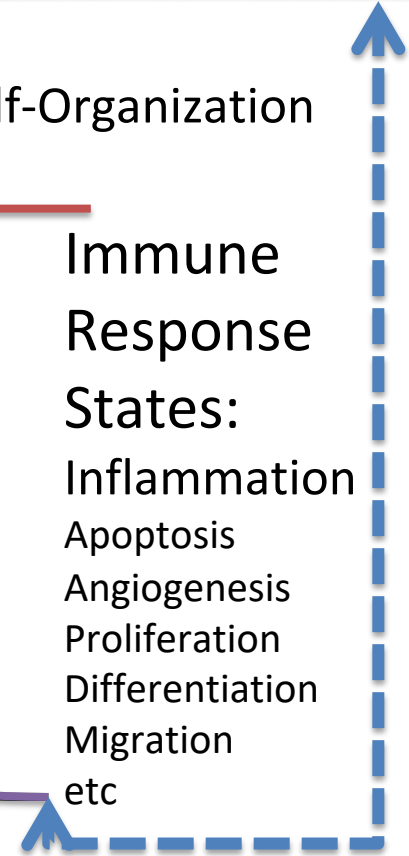 lf-Organization
Immune
Response
States:
Inflammation
Apoptosis
Angiogenesis
Proliferation
Differentiation
Migration
etc